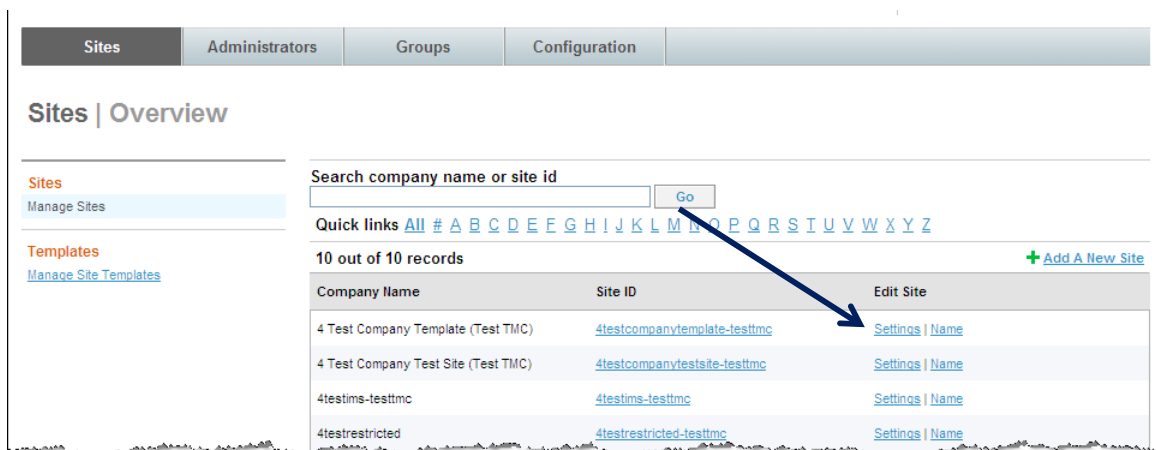 Sites Administrators Groups Configuration
Sites | Overview
Sites
Manage Sites
Templates
Manage Site Templates
Search company name or site id
Go
Quick links All # A B C D E F G H I J K L M N O P Q R S T U V W X Y Z
10 out of 10 records Add A New Site
Company Name Site ID Edit Site
4 Test Company Template (Test TMC) 4testcompanytemplate-testtmc Settings | Name
4 Test Company Test Site (Test TMC) 4testcompanytestsite-testtmc Settings | Name
4testims-testtmc 4testims-testtmc Settings | Name
4testrestricted 4testrestricted-testtmc Settings | Name